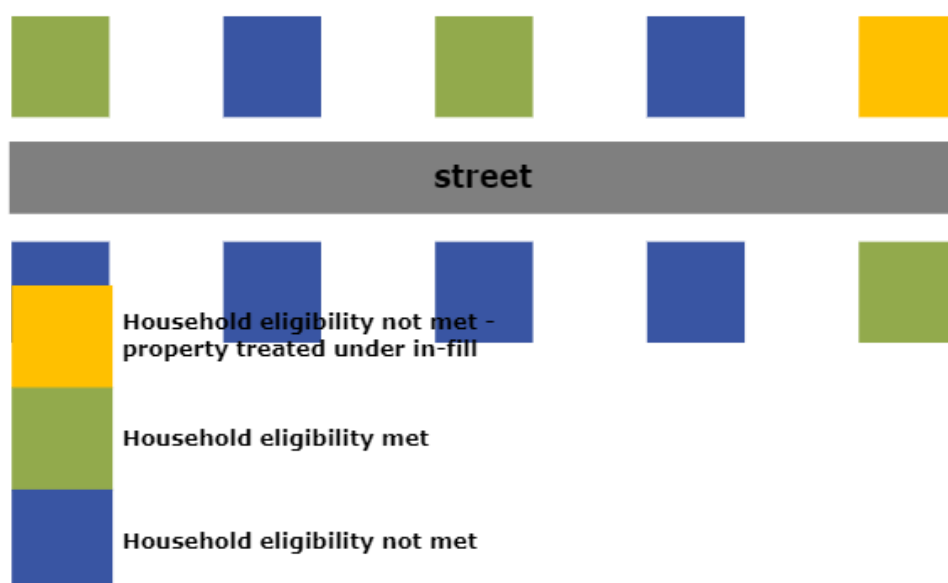 street
Household eligibility not met -
property treated under in-fill
Household eligibility met
Household eligibility not met